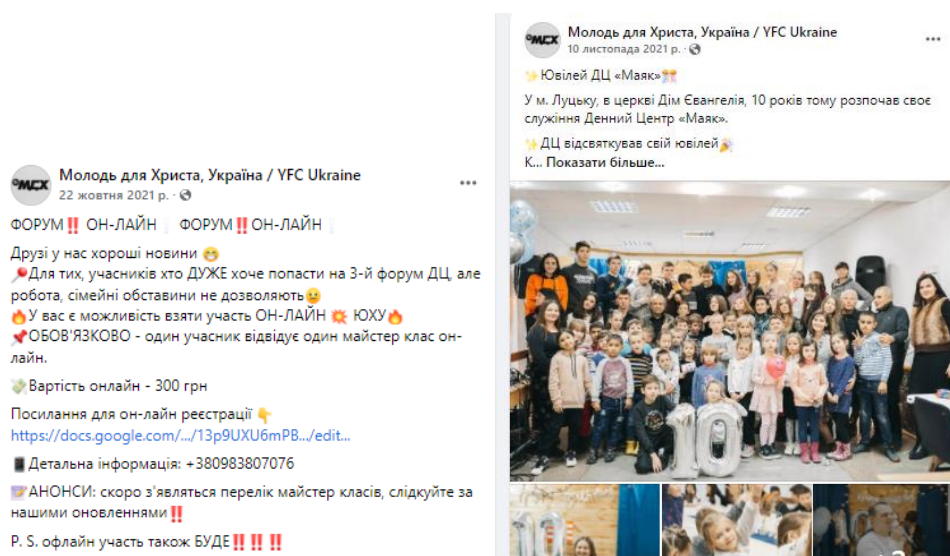 МСХ
Молодь для Христа, Україна / YFC Ukraine
22 жовтня 2021 р. ·
ФОРУМ‼️ ОН-ЛАЙН❕ ФОРУМ‼️ОН-ЛАЙН❕
Друзі у нас хороші новини 😁
📍Для тих, учасників хто ДУЖЕ хоче попасти на 3-й форум ДЦ, але
робота, сімейні обставини не дозволяють😢
🔥У вас є можливість взяти участь ОН-ЛАЙН 💥 ЮХУ🔥
📌ОБОВ'ЯЗКОВО - один учасник відвідує один майстер клас он-
лайн.
💸Вартість онлайн - 300 грн
Посилання для он-лайн реєстрації 👇
https://docs.google.com/.../13p9UXU6mPB.../edit...
📱Детальна інформація: +380983807076
📝АНОНСИ: скоро з'являться перелік майстер класів, слідкуйте за
нашими оновленнями‼️
P. S. офлайн участь також БУДЕ‼️‼️‼️
МСХ
Молодь для Христа, Україна / YFC Ukraine
10 листопада 2021 р. ·
✨Ювілей ДЦ «Маяк»🎊
У м. Луцьку, в церкві Дім Євангелія, 10 років тому розпочав своє
служіння Денний Центр «Маяк».
✨ДЦ відсвяткував свій ювілей🎉
К... Показати більше...
10